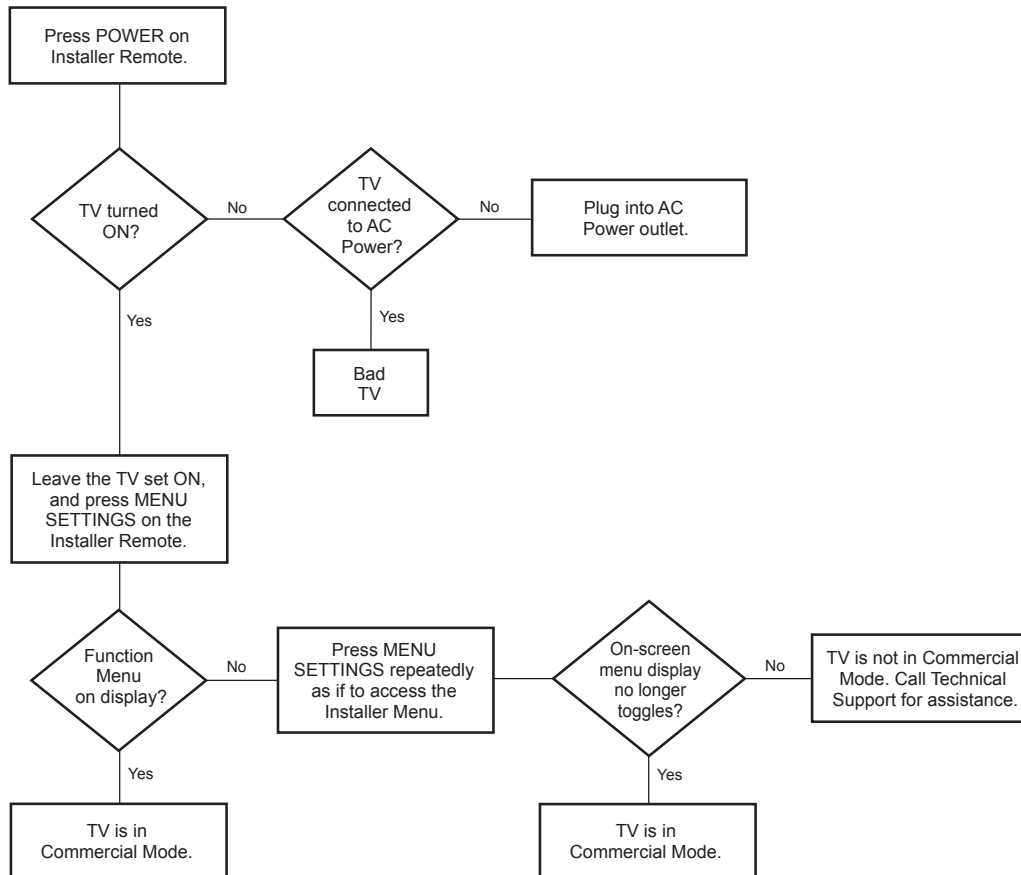 Press POWER on
Installer Remote.
TV turned
ON?
No
TV
connected
to AC
Power?
No
Plug into AC
Power outlet.
Yes
Yes
Bad
TV
Leave the TV set ON,
and press MENU
SETTINGS on the
Installer Remote.
Function
Menu
on display?
No
Press MENU
SETTINGS repeatedly
as if to access the
Installer Menu.
On-screen
menu display
no longer
toggles?
No
TV is not in Commercial
Mode. Call Technical
Support for assistance.
Yes
Yes
TV is in
Commercial Mode.
TV is in
Commercial Mode.